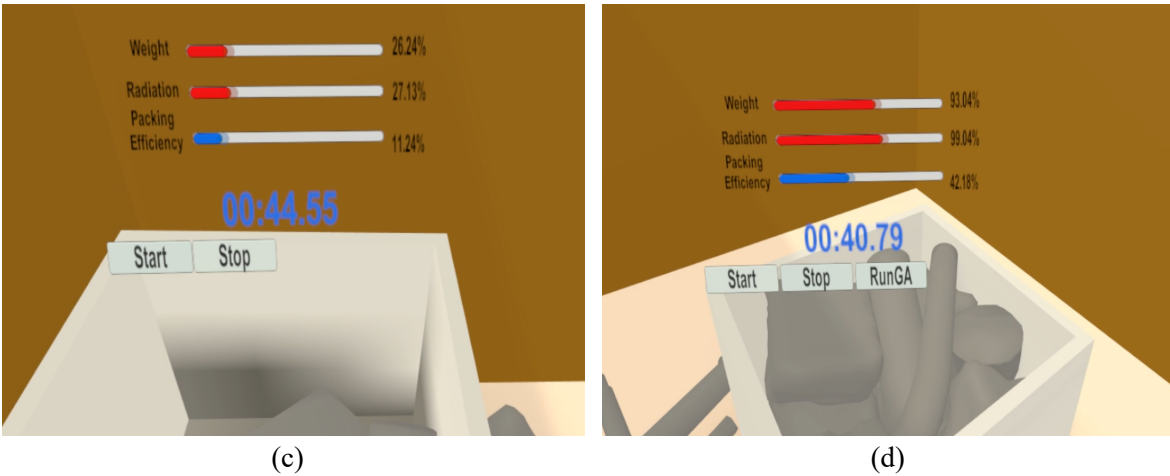 Weight 26.24%
Radiation 27.13%
Packing
Efficiency 11.24%
00:44.55
Start Stop
(c)
Weight 93.04%
Radiation 99.04%
Packing
Efficiency 42.18%
00:40.79
Start Stop RunGA
(d)